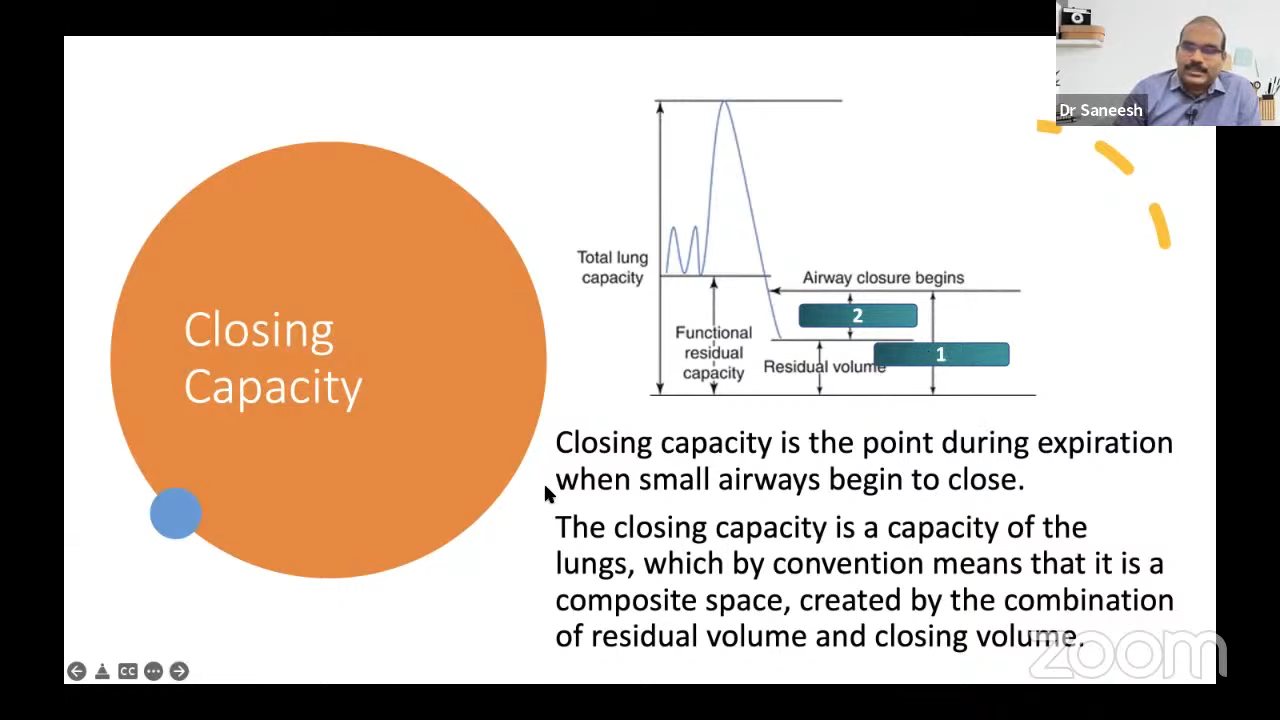 Dr Saneesh
Closing
Capacity
Total lung
capacity
Airway closure begins
2
Functional
residual
capacity
1
Residual volume
Closing capacity is the point during expiration
when small airways begin to close.
The closing capacity is a capacity of the
lungs, which by convention means that it is a
composite space, created by the combination
of residual volume and closing volume.
zoom
CC